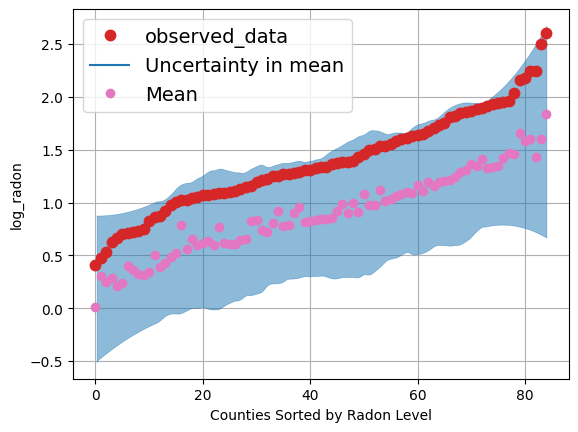 observed_data
Uncertainty in mean
Mean
log_radon
2.5
2.0
1.5
1.0
0.5
0.0
−0.5
0 20 40 60 80
Counties Sorted by Radon Level